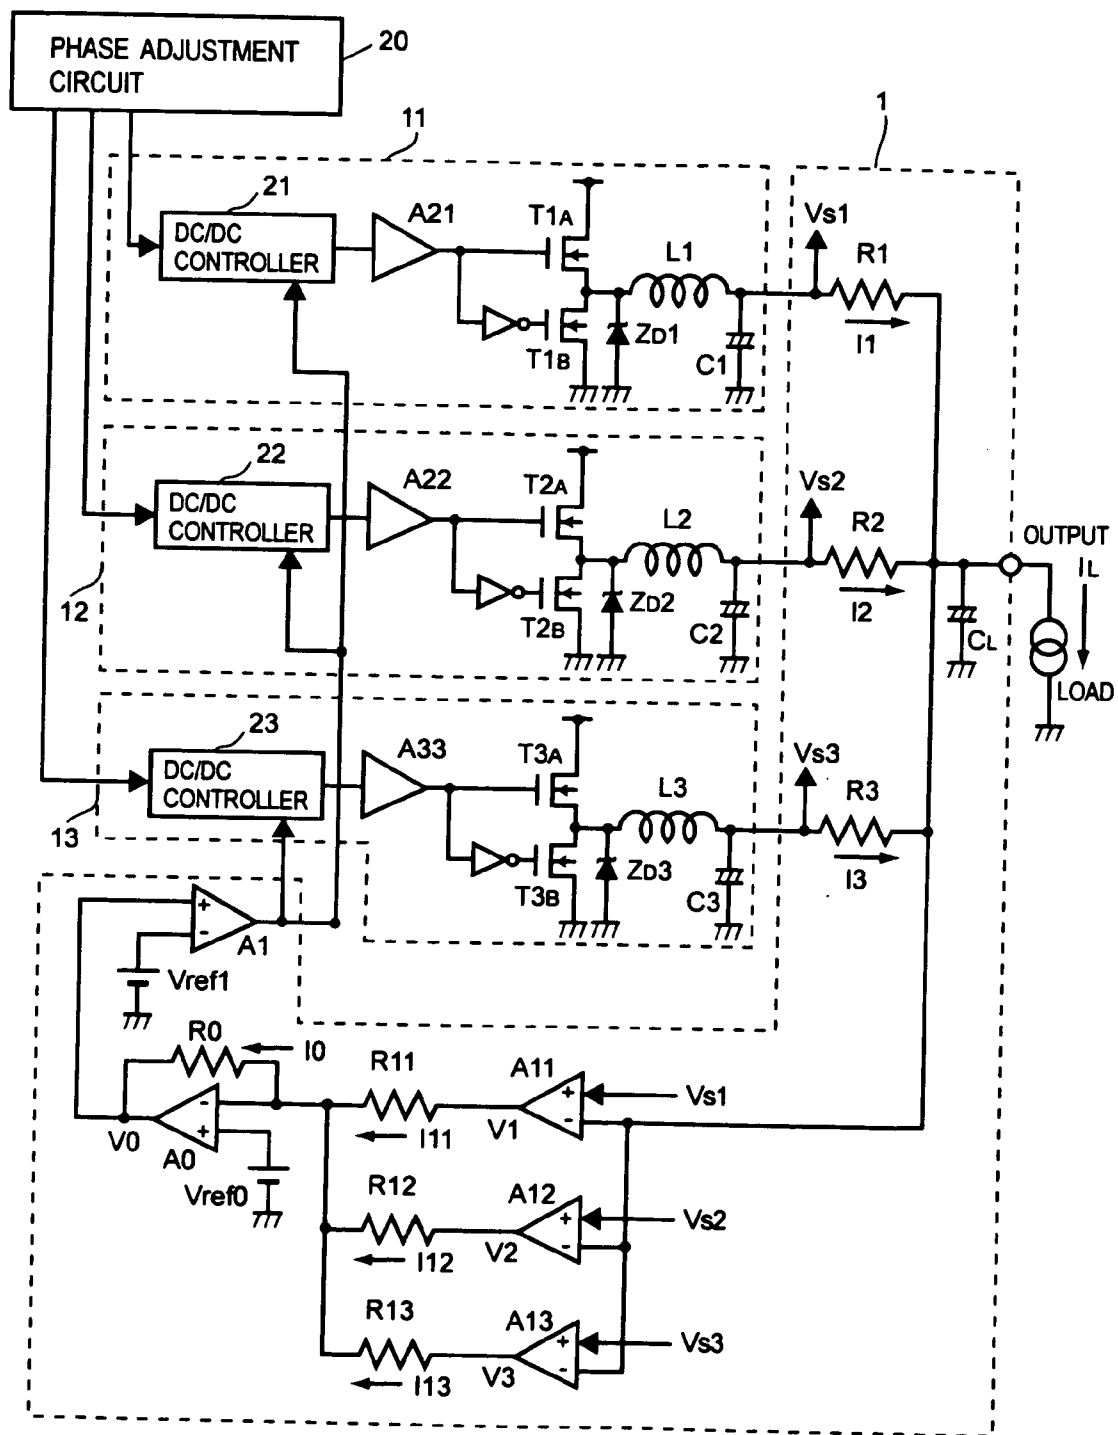 PHASE ADJUSTMENT
CIRCUIT
20
11
1
21
DC/DC
CONTROLLER
A21
T1A
T1B
ZD1
L1
C1
Vs1
R1
I1
22
DC/DC
CONTROLLER
A22
T2A
T2B
ZD2
L2
C2
Vs2
R2
I2
12
OUTPUT
IL
CL
LOAD
23
DC/DC
CONTROLLER
A33
T3A
T3B
ZD3
L3
C3
Vs3
R3
I3
13
+
-
A1
Vref1
R0
I0
-
+
V0
A0
Vref0
R11
I11
A11
+
-
V1
Vs1
R12
I12
A12
+
-
V2
Vs2
R13
I13
A13
+
-
V3
Vs3